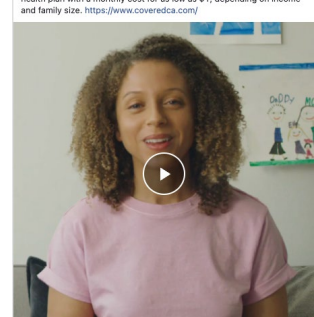 health plan with a monthly cost for as low as $1, depending on income
and family size. https://www.coveredca.com/
DaDDy